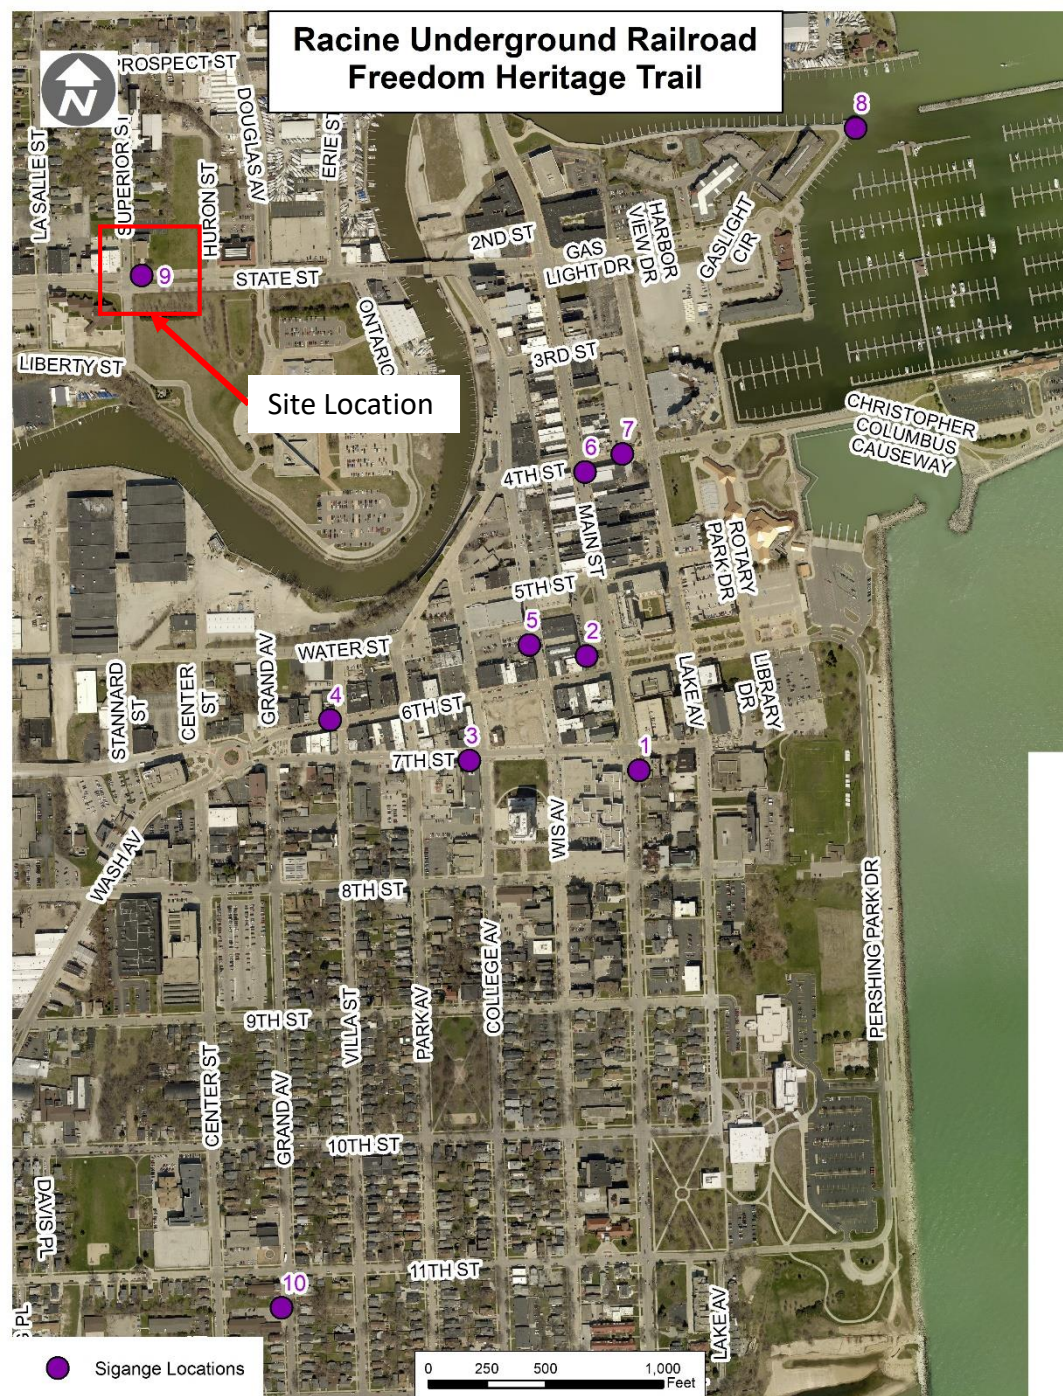 Racine Underground Railroad
Freedom Heritage Trail
N
PROSPECT ST
LASALLE ST
SUPERIOR ST
HURON ST
DOUGLAS AV
ERIE ST
8
2ND ST
GAS
LIGHT DR
HARBOR
VIEW DR
GASLIGHT
CIR
9
STATE ST
ONTARIO
LIBERTY ST
Site Location
3RD ST
CHRISTOPHER
COLUMBUS
CAUSEWAY
7
6
4TH ST
MAIN ST
ROTARY
PARK DR
5TH ST
5
2
WATER ST
STANNARD
ST
CENTER
ST
GRAND AV
LAKE AV
LIBRARY
DR
4
6TH ST
3
7TH ST
1
WASH AV
WIS AV
8TH ST
PERSHING PARK DR
COLLEGE AV
VILLA ST
PARK AV
9TH ST
CENTER ST
GRAND AV
10TH ST
DAVIS PL
11TH ST
10
PL
LAKE AV
Sigange Locations
0 250 500 1,000
Feet